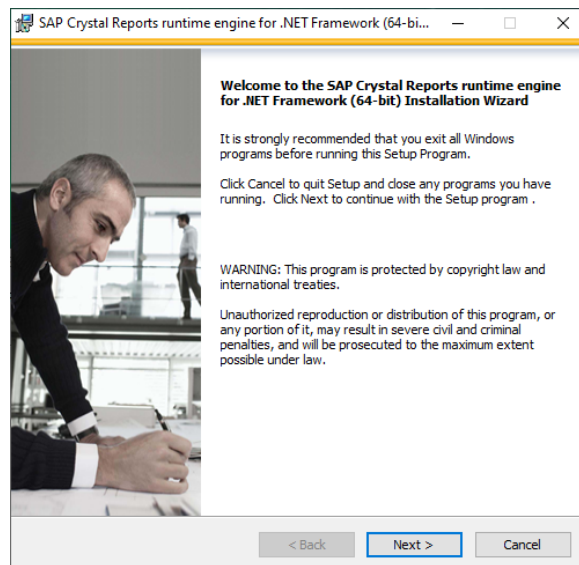 SAP Crystal Reports runtime engine for .NET Framework (64-bi...
Welcome to the SAP Crystal Reports runtime engine
for .NET Framework (64-bit) Installation Wizard
It is strongly recommended that you exit all Windows
programs before running this Setup Program.
Click Cancel to quit Setup and close any programs you have
running. Click Next to continue with the Setup program .
WARNING: This program is protected by copyright law and
international treaties.
Unauthorized reproduction or distribution of this program, or
any portion of it, may result in severe civil and criminal
penalties, and will be prosecuted to the maximum extent
possible under law.
< Back Next > Cancel